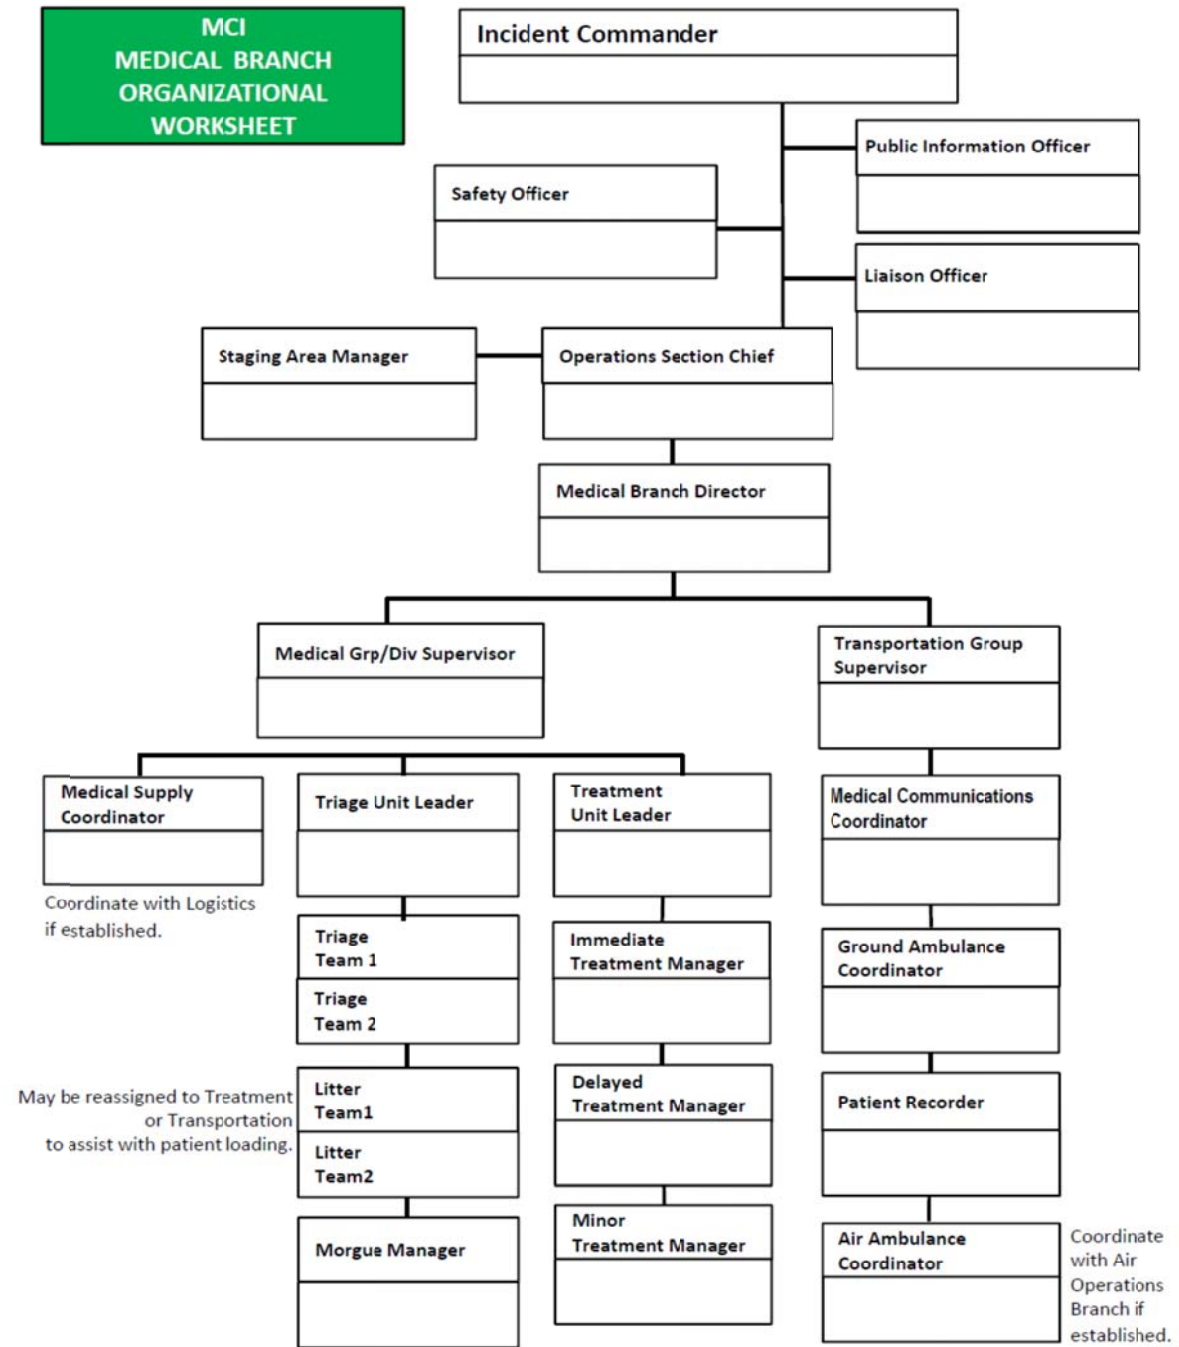 MCI
MEDICAL BRANCH
ORGANIZATIONAL
WORKSHEET
Incident Commander
Public Information Officer
Safety Officer
Liaison Officer
Staging Area Manager
Operations Section Chief
Medical Branch Director
Medical Grp/Div Supervisor
Transportation Group
Supervisor
Medical Supply
Coordinator
Coordinate with Logistics
if established.
Triage Unit Leader
Triage
Team 1
Triage
Team 2
May be reassigned to Treatment
or Transportation
to assist with patient loading.
Litter
Team1
Litter
Team2
Morgue Manager
Treatment
Unit Leader
Immediate
Treatment Manager
Delayed
Treatment Manager
Minor
Treatment Manager
Medical Communications
Coordinator
Ground Ambulance
Coordinator
Patient Recorder
Air Ambulance
Coordinator
Coordinate
with Air
Operations
Branch if
established.